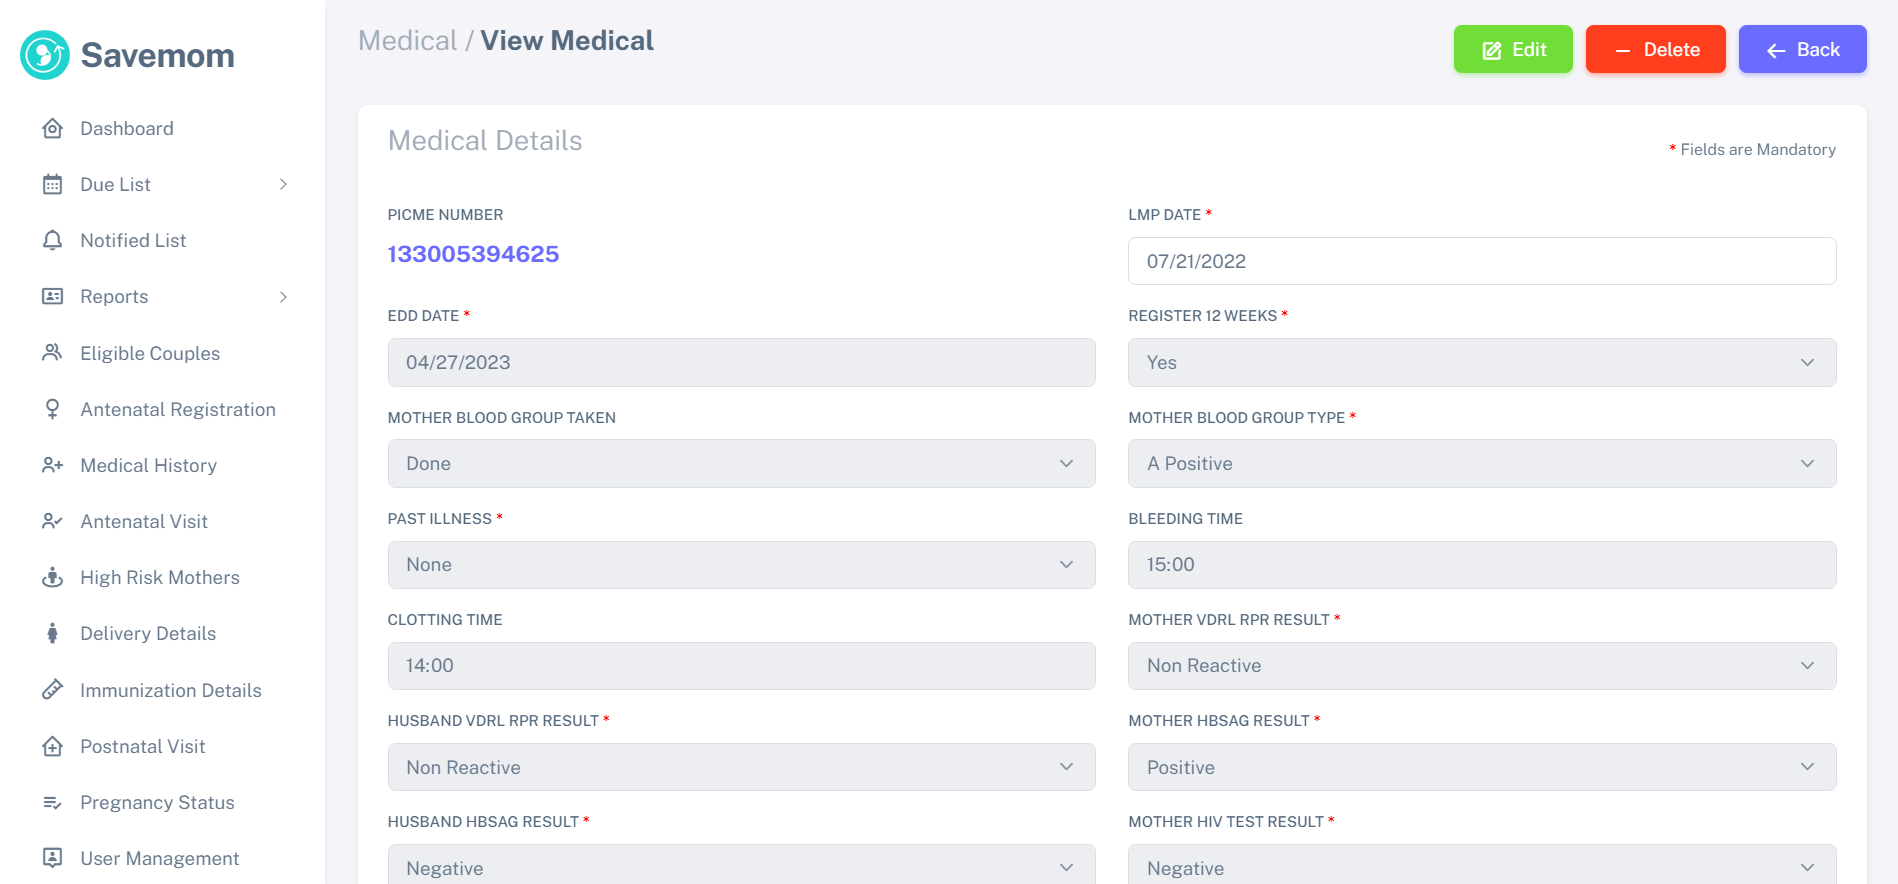 Savemom
Dashboard
Due List
Notified List
Reports
Eligible Couples
Antenatal Registration
Medical History
Antenatal Visit
High Risk Mothers
Delivery Details
Immunization Details
Postnatal Visit
Pregnancy Status
User Management
Medical / View Medical
Edit
Delete
Back
Medical Details
* Fields are Mandatory
PICME NUMBER
133005394625
LMP DATE *
07/21/2022
EDD DATE *
04/27/2023
REGISTER 12 WEEKS *
Yes
MOTHER BLOOD GROUP TAKEN
Done
MOTHER BLOOD GROUP TYPE *
A Positive
PAST ILLNESS *
None
BLEEDING TIME
15:00
CLOTTING TIME
14:00
MOTHER VDRL RPR RESULT *
Non Reactive
HUSBAND VDRL RPR RESULT *
Non Reactive
MOTHER HBSAG RESULT *
Positive
HUSBAND HBSAG RESULT *
Negative
MOTHER HIV TEST RESULT *
Negative